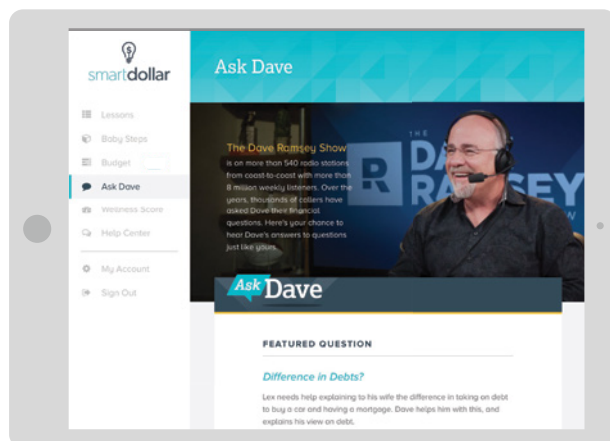 smartdollar
Lessons
Baby Steps
Budget
Ask Dave
Wellness Score
Help Center
My Account
Sign Out
Ask Dave
The Dave Ramsey Show
is on more than 540 radio stations
from coast-to-coast with more than
8 million weekly listeners. Over the
years, thousands of callers have
asked Dave their financial
questions. Here's your chance to
hear Dave's answers to questions
just like yours.
THE
RAMSEY
Ask Dave
FEATURED QUESTION
Difference in Debts?
Lex needs help explaining to his wife the difference in taking on debt
to buy a car and having a mortgage. Dave helps him with this, and
explains his view on debt.